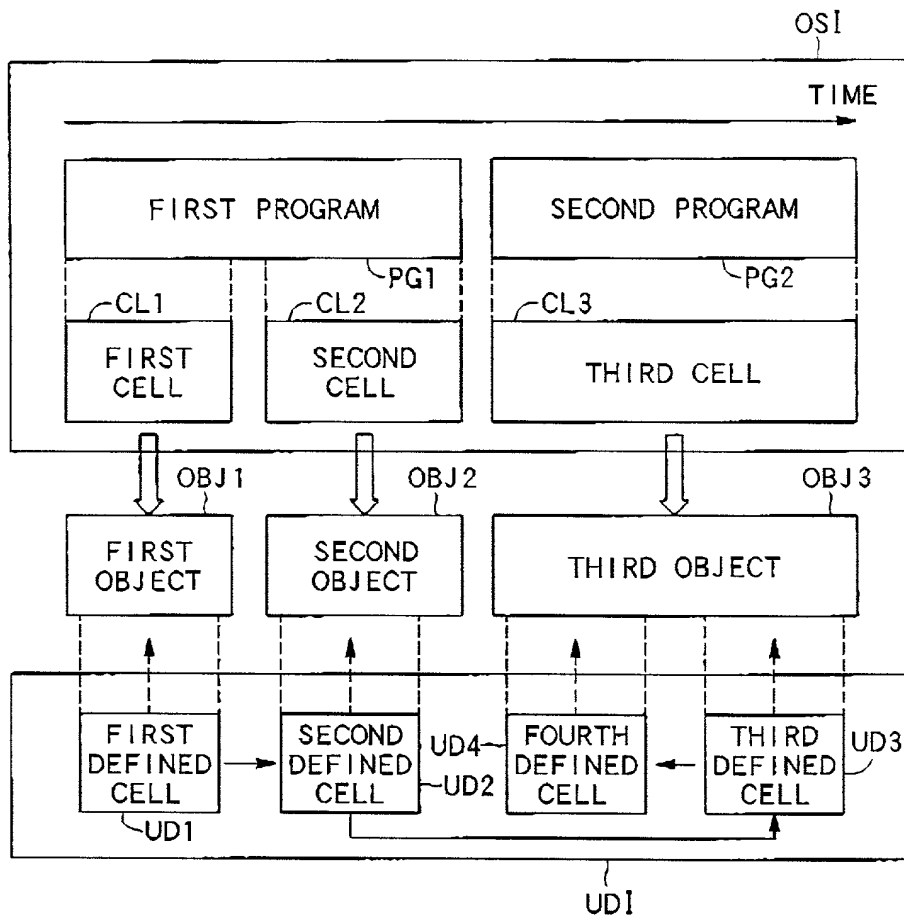 OSI
TIME
FIRST PROGRAM
SECOND PROGRAM
PG1
PG2
CL1
CL2
CL3
FIRST
CELL
SECOND
CELL
THIRD CELL
OBJ1
OBJ2
OBJ3
FIRST
OBJECT
SECOND
OBJECT
THIRD OBJECT
FIRST
DEFINED
CELL
SECOND
DEFINED
CELL
UD4
FOURTH
DEFINED
CELL
THIRD
DEFINED
CELL
UD3
UD2
UD1
UDI